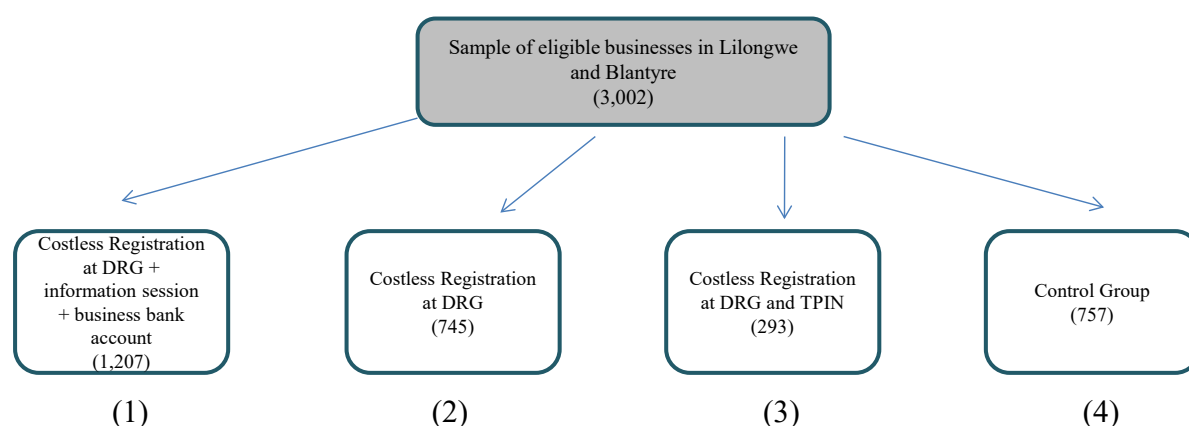 Sample of eligible businesses in Lilongwe
and Blantyre
(3,002)
Costless Registration
at DRG +
information session
+ business bank
account
(1,207)
Costless Registration
at DRG
(745)
Costless Registration
at DRG and TPIN
(293)
Control Group
(757)
(1)
(2)
(3)
(4)